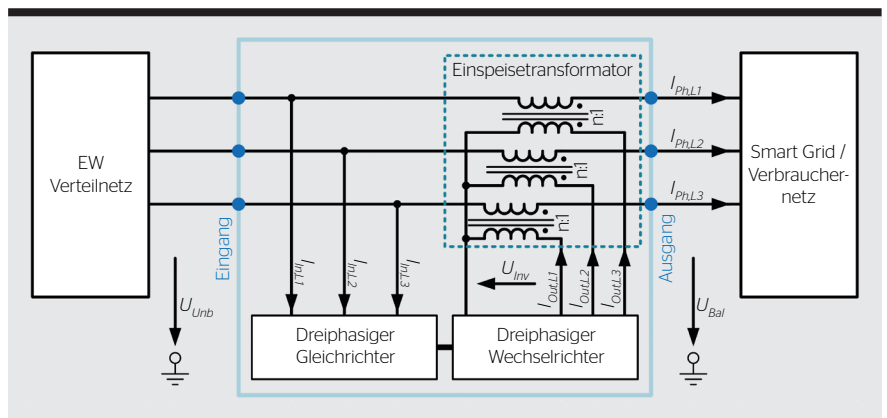 Einspeisetransformator
EW
Verteilnetz
Smart Grid /
Verbraucher-
netz
I_Ph,L1
I_Ph,L2
I_Ph,L3
n:1
n:1
n:1
Eingang
Ausgang
I_In,L1
I_In,L2
I_In,L3
U_Inv
I_Out,L1
I_Out,L2
I_Out,L3
U_Unb
U_Bal
Dreiphasiger
Gleichrichter
Dreiphasiger
Wechselrichter